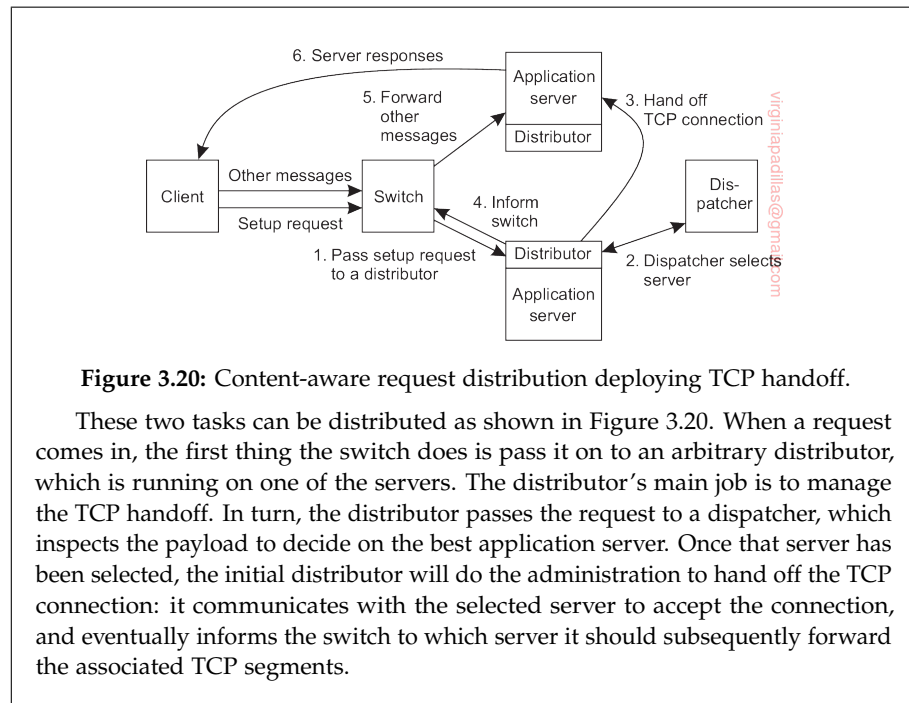 6. Server responses
Application
server
Distributor
5. Forward
other
messages
3. Hand off
TCP connection
virginiapadillas@gmail.com
Client
Other messages
Setup request
Switch
Dis-
patcher
4. Inform
switch
1. Pass setup request
to a distributor
Distributor
Application
server
2. Dispatcher selects
server
Figure 3.20: Content-aware request distribution deploying TCP handoff.
These two tasks can be distributed as shown in Figure 3.20. When a request
comes in, the first thing the switch does is pass it on to an arbitrary distributor,
which is running on one of the servers. The distributor's main job is to manage
the TCP handoff. In turn, the distributor passes the request to a dispatcher, which
inspects the payload to decide on the best application server. Once that server has
been selected, the initial distributor will do the administration to hand off the TCP
connection: it communicates with the selected server to accept the connection,
and eventually informs the switch to which server it should subsequently forward
the associated TCP segments.